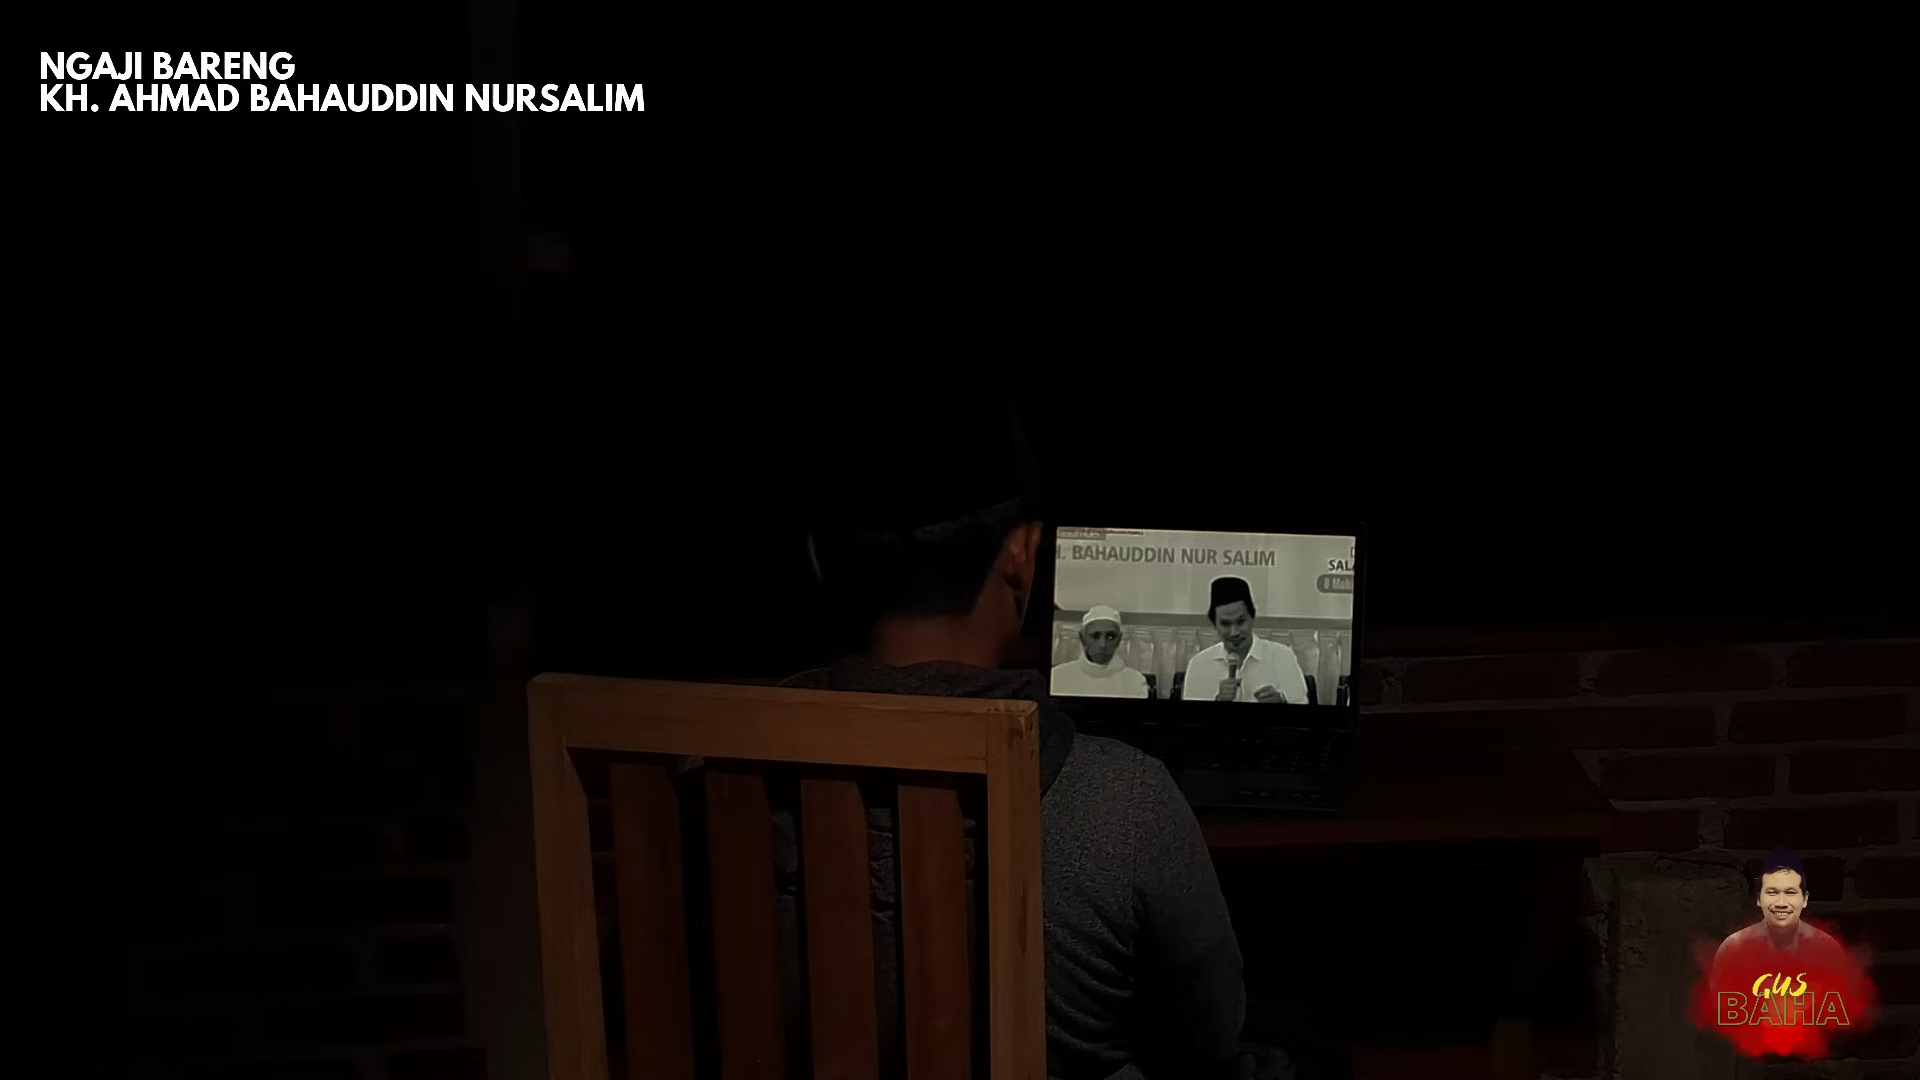 NGAJI BARENG
KH. AHMAD BAHAUDDIN NURSALIM
. BAHAUDDIN NUR SALIM
GUS
BAHA